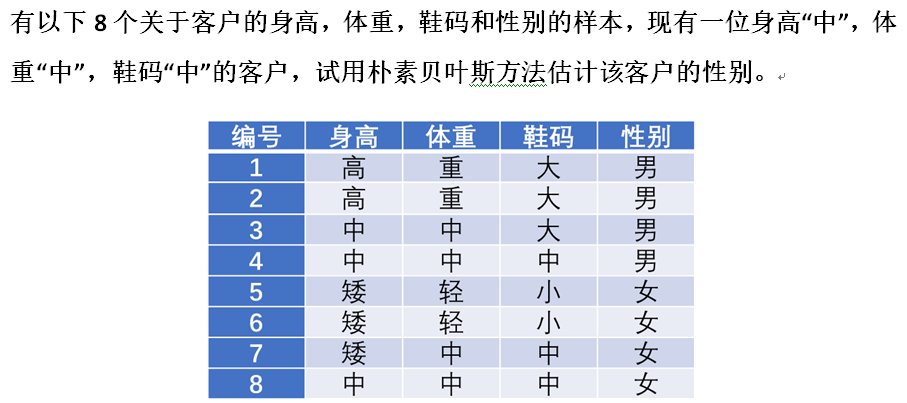 有以下 8 个关于客户的身高，体重，鞋码和性别的样本，现有一位身高“中”，体
重“中”，鞋码“中”的客户，试用朴素贝叶斯方法估计该客户的性别。
编号 身高 体重 鞋码 性别
1 高 重 大 男
2 高 重 大 男
3 中 中 大 男
4 中 中 中 男
5 矮 轻 小 女
6 矮 轻 小 女
7 矮 中 中 女
8 中 中 中 女